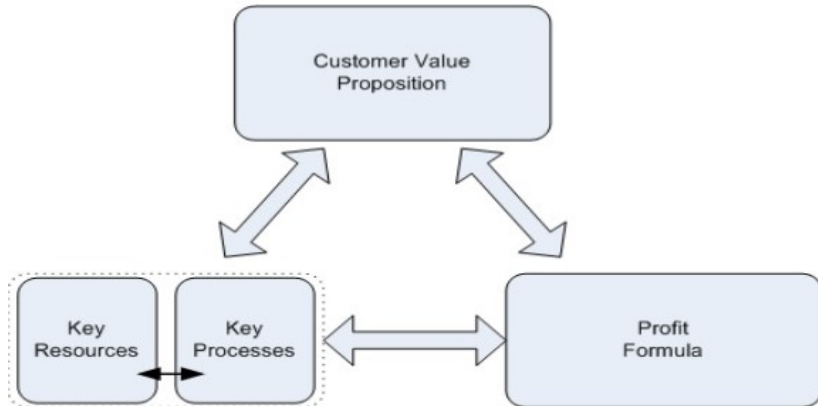 Customer Value
Proposition
Key
Resources
Key
Processes
Profit
Formula